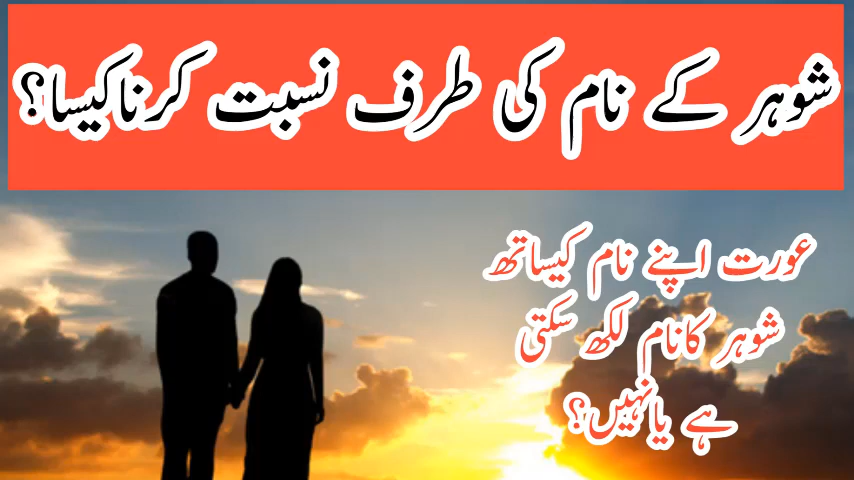 شوہر کے نام کی طرف نسبت کرنا کیسا؟
عورت اپنے نام کیساتھ
شوہر کا نام لکھ سکتی
ہے یا نہیں؟